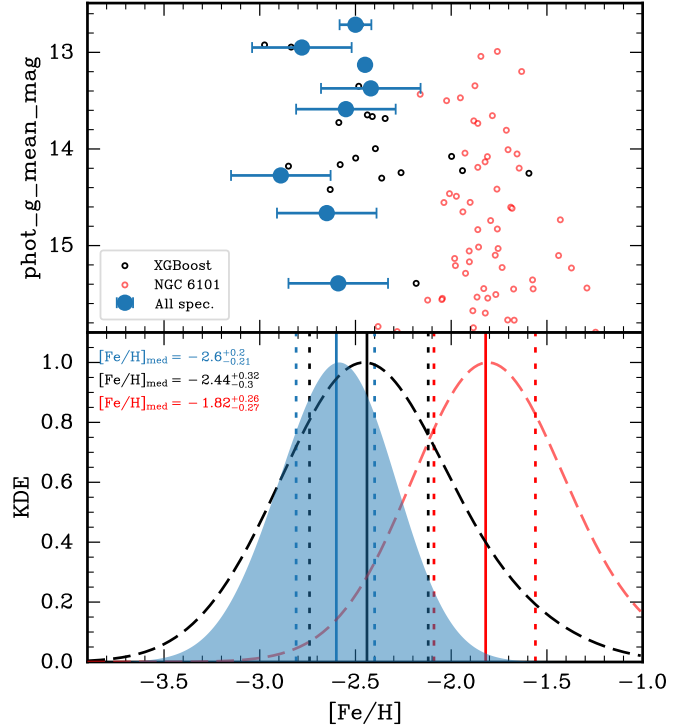 13.0
14.0
15.0
phot_g_mean_mag
XGBoost
NGC 6101
All spec.
[Fe/H]med = −2.6 +0.2 −0.21
[Fe/H]med = −2.44 +0.32 −0.3
[Fe/H]med = −1.82 +0.26 −0.27
1.0
0.8
0.6
0.4
0.2
0.0
KDE
−3.5 −3.0 −2.5 −2.0 −1.5 −1.0
[Fe/H]